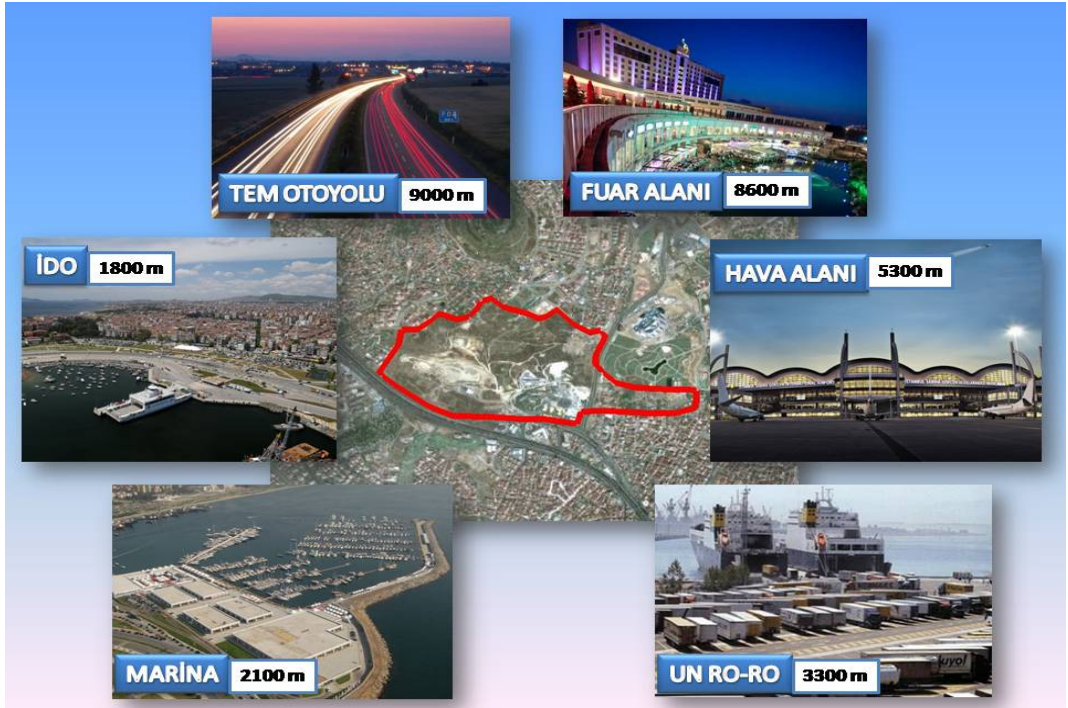 TEM OTOYOLU 9000 m
FUAR ALANI 8600 m
İDO 1800 m
HAVA ALANI 5300 m
MARİNA 2100 m
UN RO-RO 3300 m